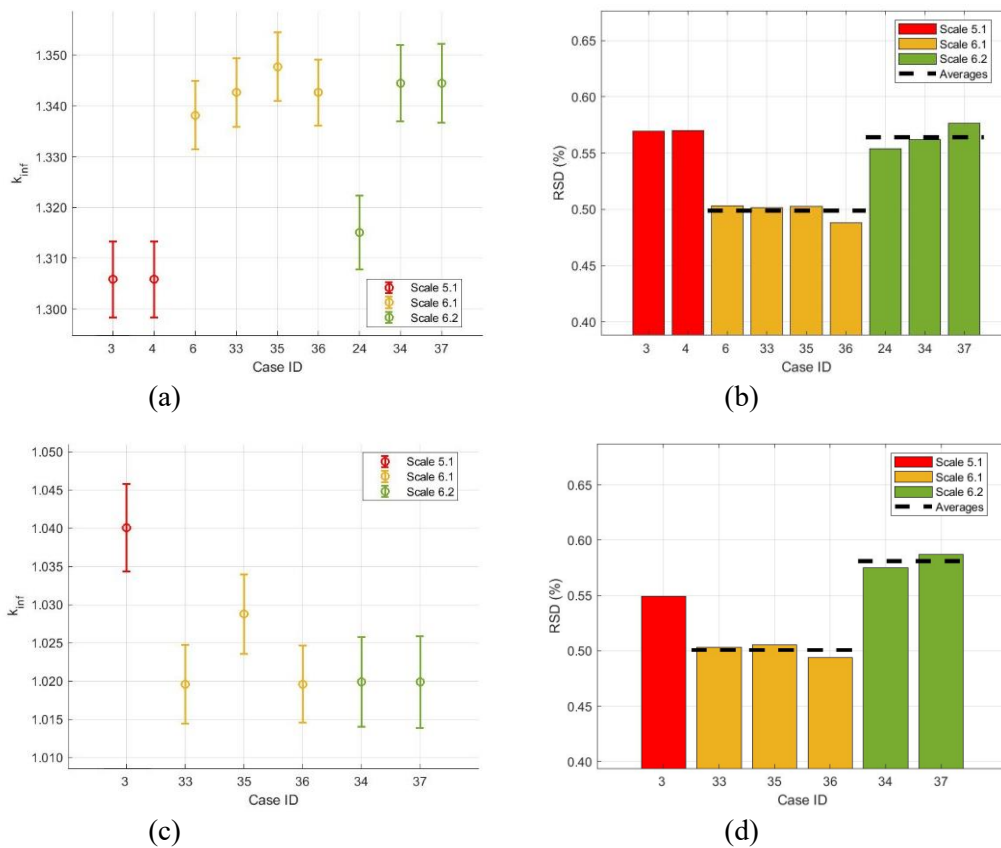 1.350
1.340
1.330
1.320
1.310
1.300
k_inf
3 4 6 33 35 36 24 34 37
Case ID
Scale 5.1
Scale 6.1
Scale 6.2
(a)
0.65
0.60
0.55
0.50
0.45
0.40
RSD (%)
3 4 6 33 35 36 24 34 37
Case ID
Scale 5.1
Scale 6.1
Scale 6.2
Averages
(b)
1.050
1.045
1.040
1.035
1.030
1.025
1.020
1.015
1.010
k_inf
3 33 35 36 34 37
Case ID
Scale 5.1
Scale 6.1
Scale 6.2
(c)
0.65
0.60
0.55
0.50
0.45
0.40
RSD (%)
3 33 35 36 34 37
Case ID
Scale 5.1
Scale 6.1
Scale 6.2
Averages
(d)